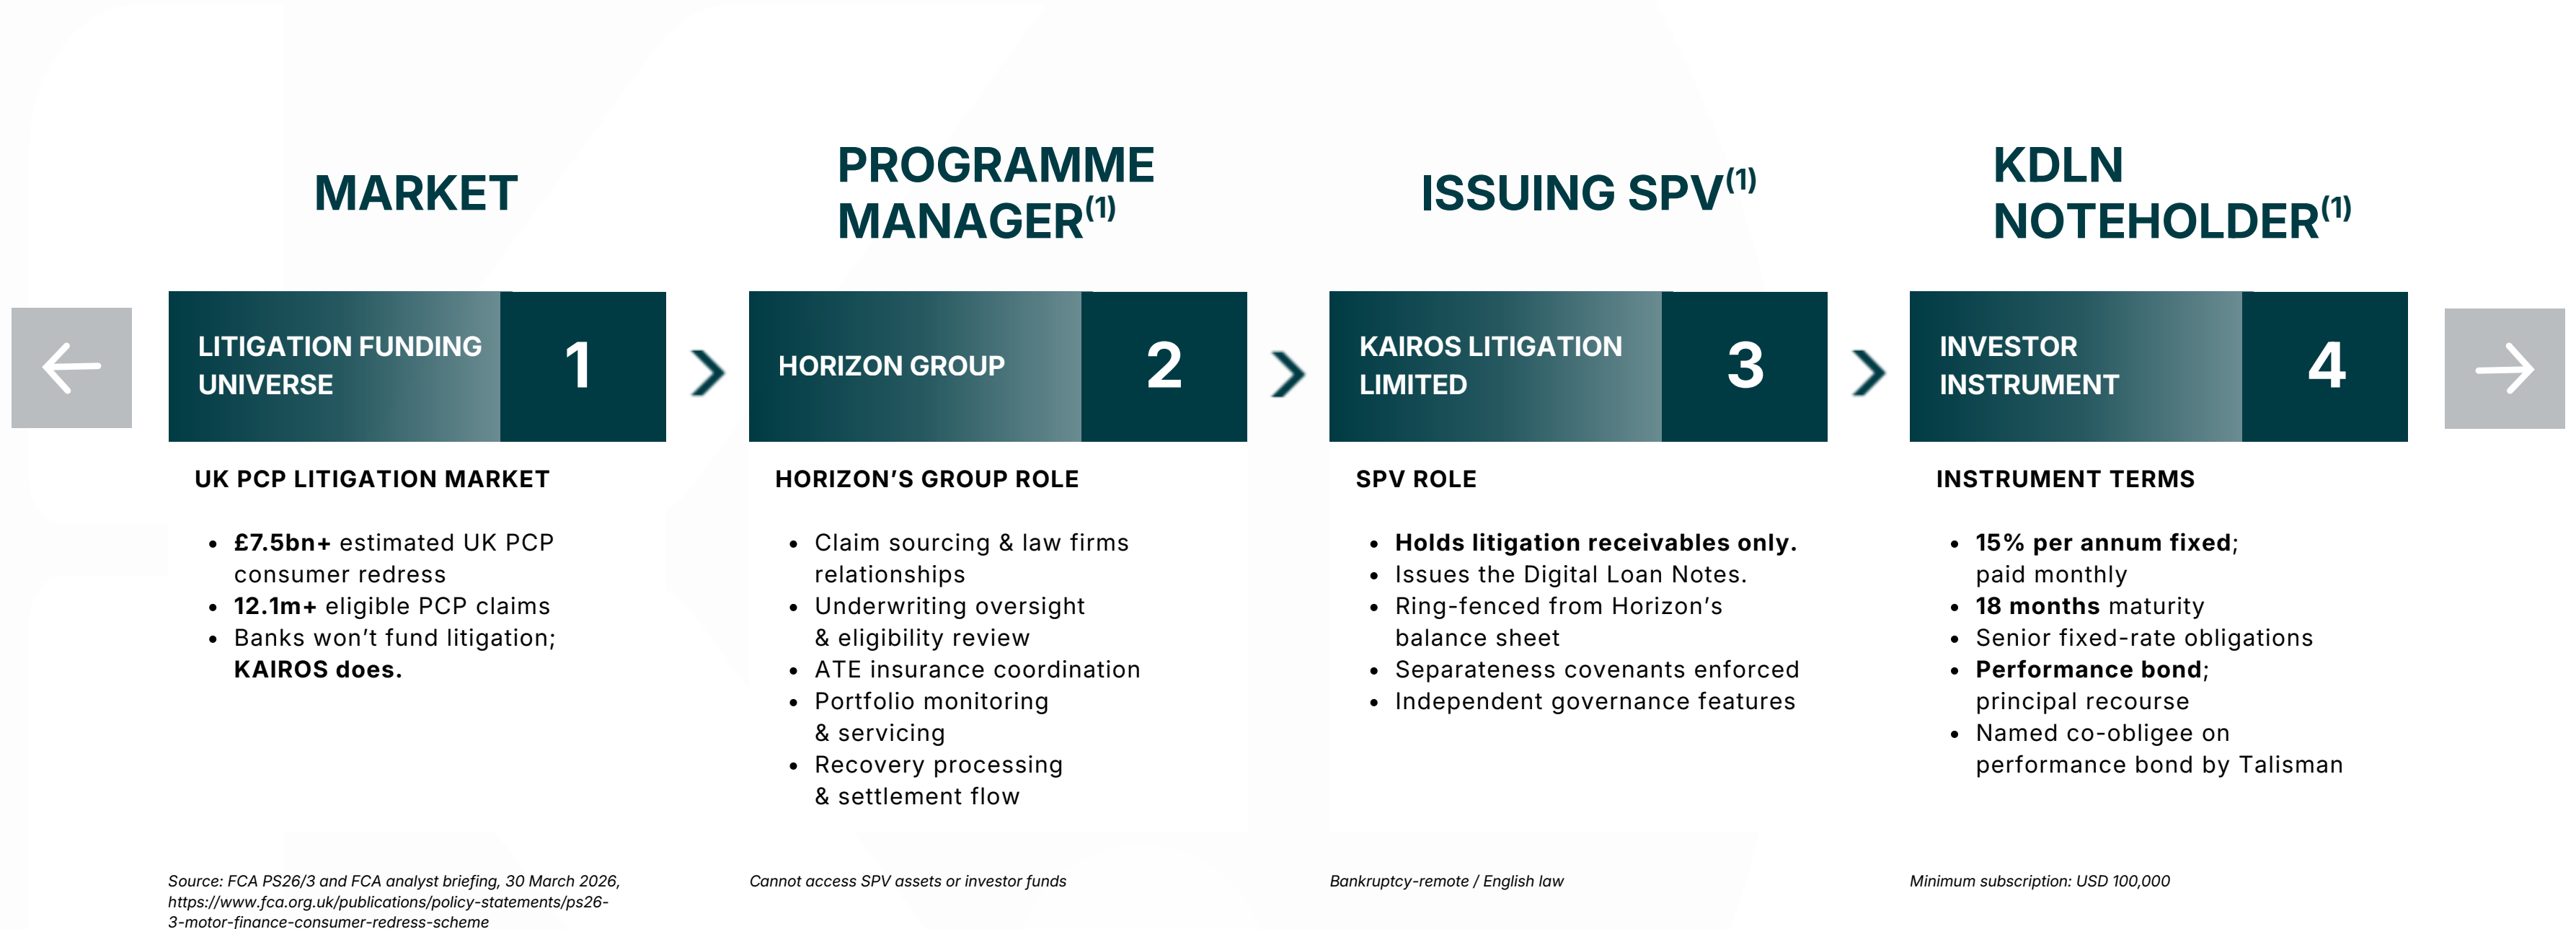 MARKET
LITIGATION FUNDING
UNIVERSE
1
UK PCP LITIGATION MARKET
• £7.5bn+ estimated UK PCP
consumer redress
• 12.1m+ eligible PCP claims
• Banks won’t fund litigation;
KAIROS does.
Source: FCA PS26/3 and FCA analyst briefing, 30 March 2026,
https://www.fca.org.uk/publications/policy-statements/ps26-
3-motor-finance-consumer-redress-scheme
PROGRAMME
MANAGER(1)
HORIZON GROUP
2
HORIZON’S GROUP ROLE
• Claim sourcing & law firms
relationships
• Underwriting oversight
& eligibility review
• ATE insurance coordination
• Portfolio monitoring
& servicing
• Recovery processing
& settlement flow
Cannot access SPV assets or investor funds
ISSUING SPV(1)
KAIROS LITIGATION
LIMITED
3
SPV ROLE
• Holds litigation receivables only.
• Issues the Digital Loan Notes.
• Ring-fenced from Horizon’s
balance sheet
• Separateness covenants enforced
• Independent governance features
Bankruptcy-remote / English law
KDLN
NOTEHOLDER(1)
INVESTOR
INSTRUMENT
4
INSTRUMENT TERMS
• 15% per annum fixed;
paid monthly
• 18 months maturity
• Senior fixed-rate obligations
• Performance bond;
principal recourse
• Named co-obligee on
performance bond by Talisman
Minimum subscription: USD 100,000